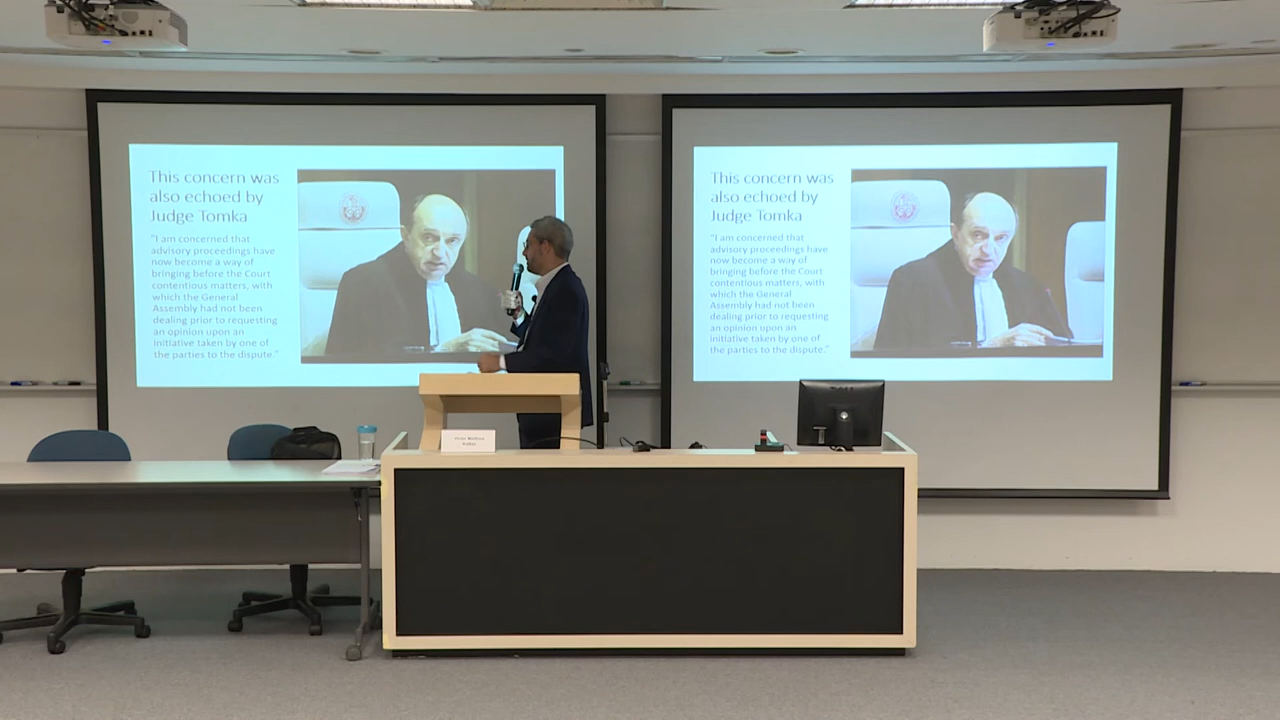 This concern was
also echoed by
Judge Tomka
"I am concerned that
advisory proceedings have
now become a way of
bringing before the Court
contentious matters, with
which the General
Assembly had not been
dealing prior to requesting
an opinion upon an
initiative taken by one of
the parties to the dispute."
This concern was
also echoed by
Judge Tomka
"I am concerned that
advisory proceedings have
now become a way of
bringing before the Court
contentious matters, with
which the General
Assembly had not been
dealing prior to requesting
an opinion upon an
initiative taken by one of
the parties to the dispute."